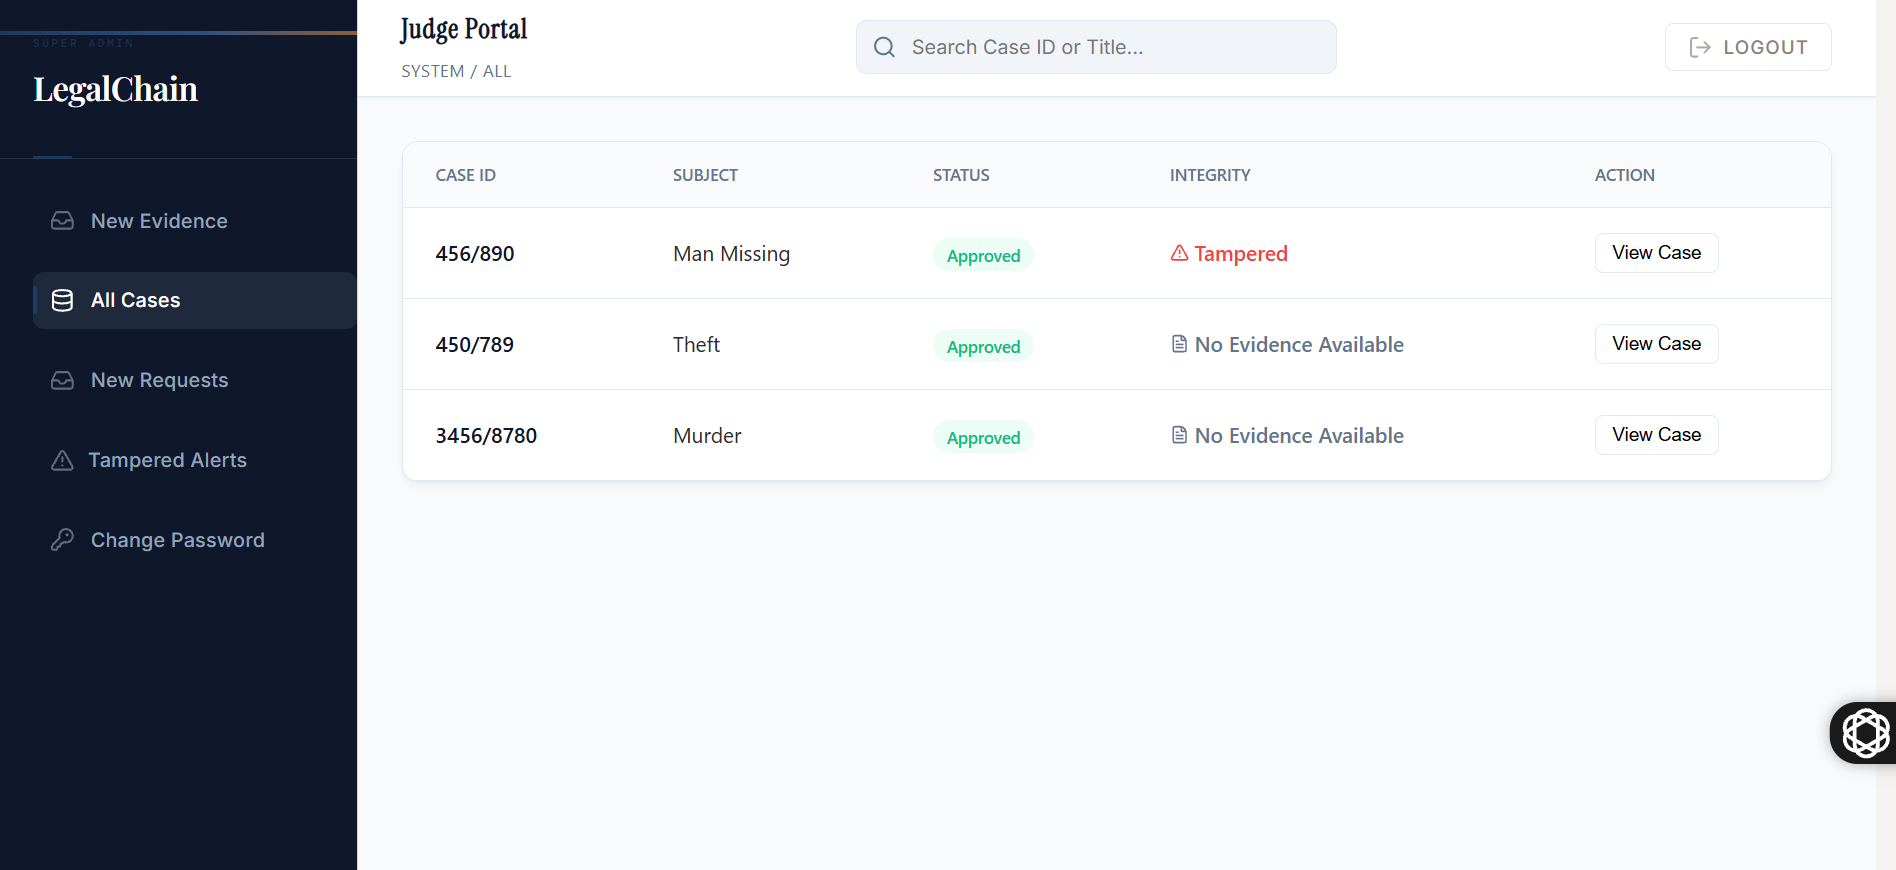 SUPER ADMIN
LegalChain
New Evidence
All Cases
New Requests
Tampered Alerts
Change Password
Judge Portal
SYSTEM / ALL
Search Case ID or Title...
LOGOUT
CASE ID SUBJECT STATUS INTEGRITY ACTION
456/890 Man Missing Approved Tampered View Case
450/789 Theft Approved No Evidence Available View Case
3456/8780 Murder Approved No Evidence Available View Case